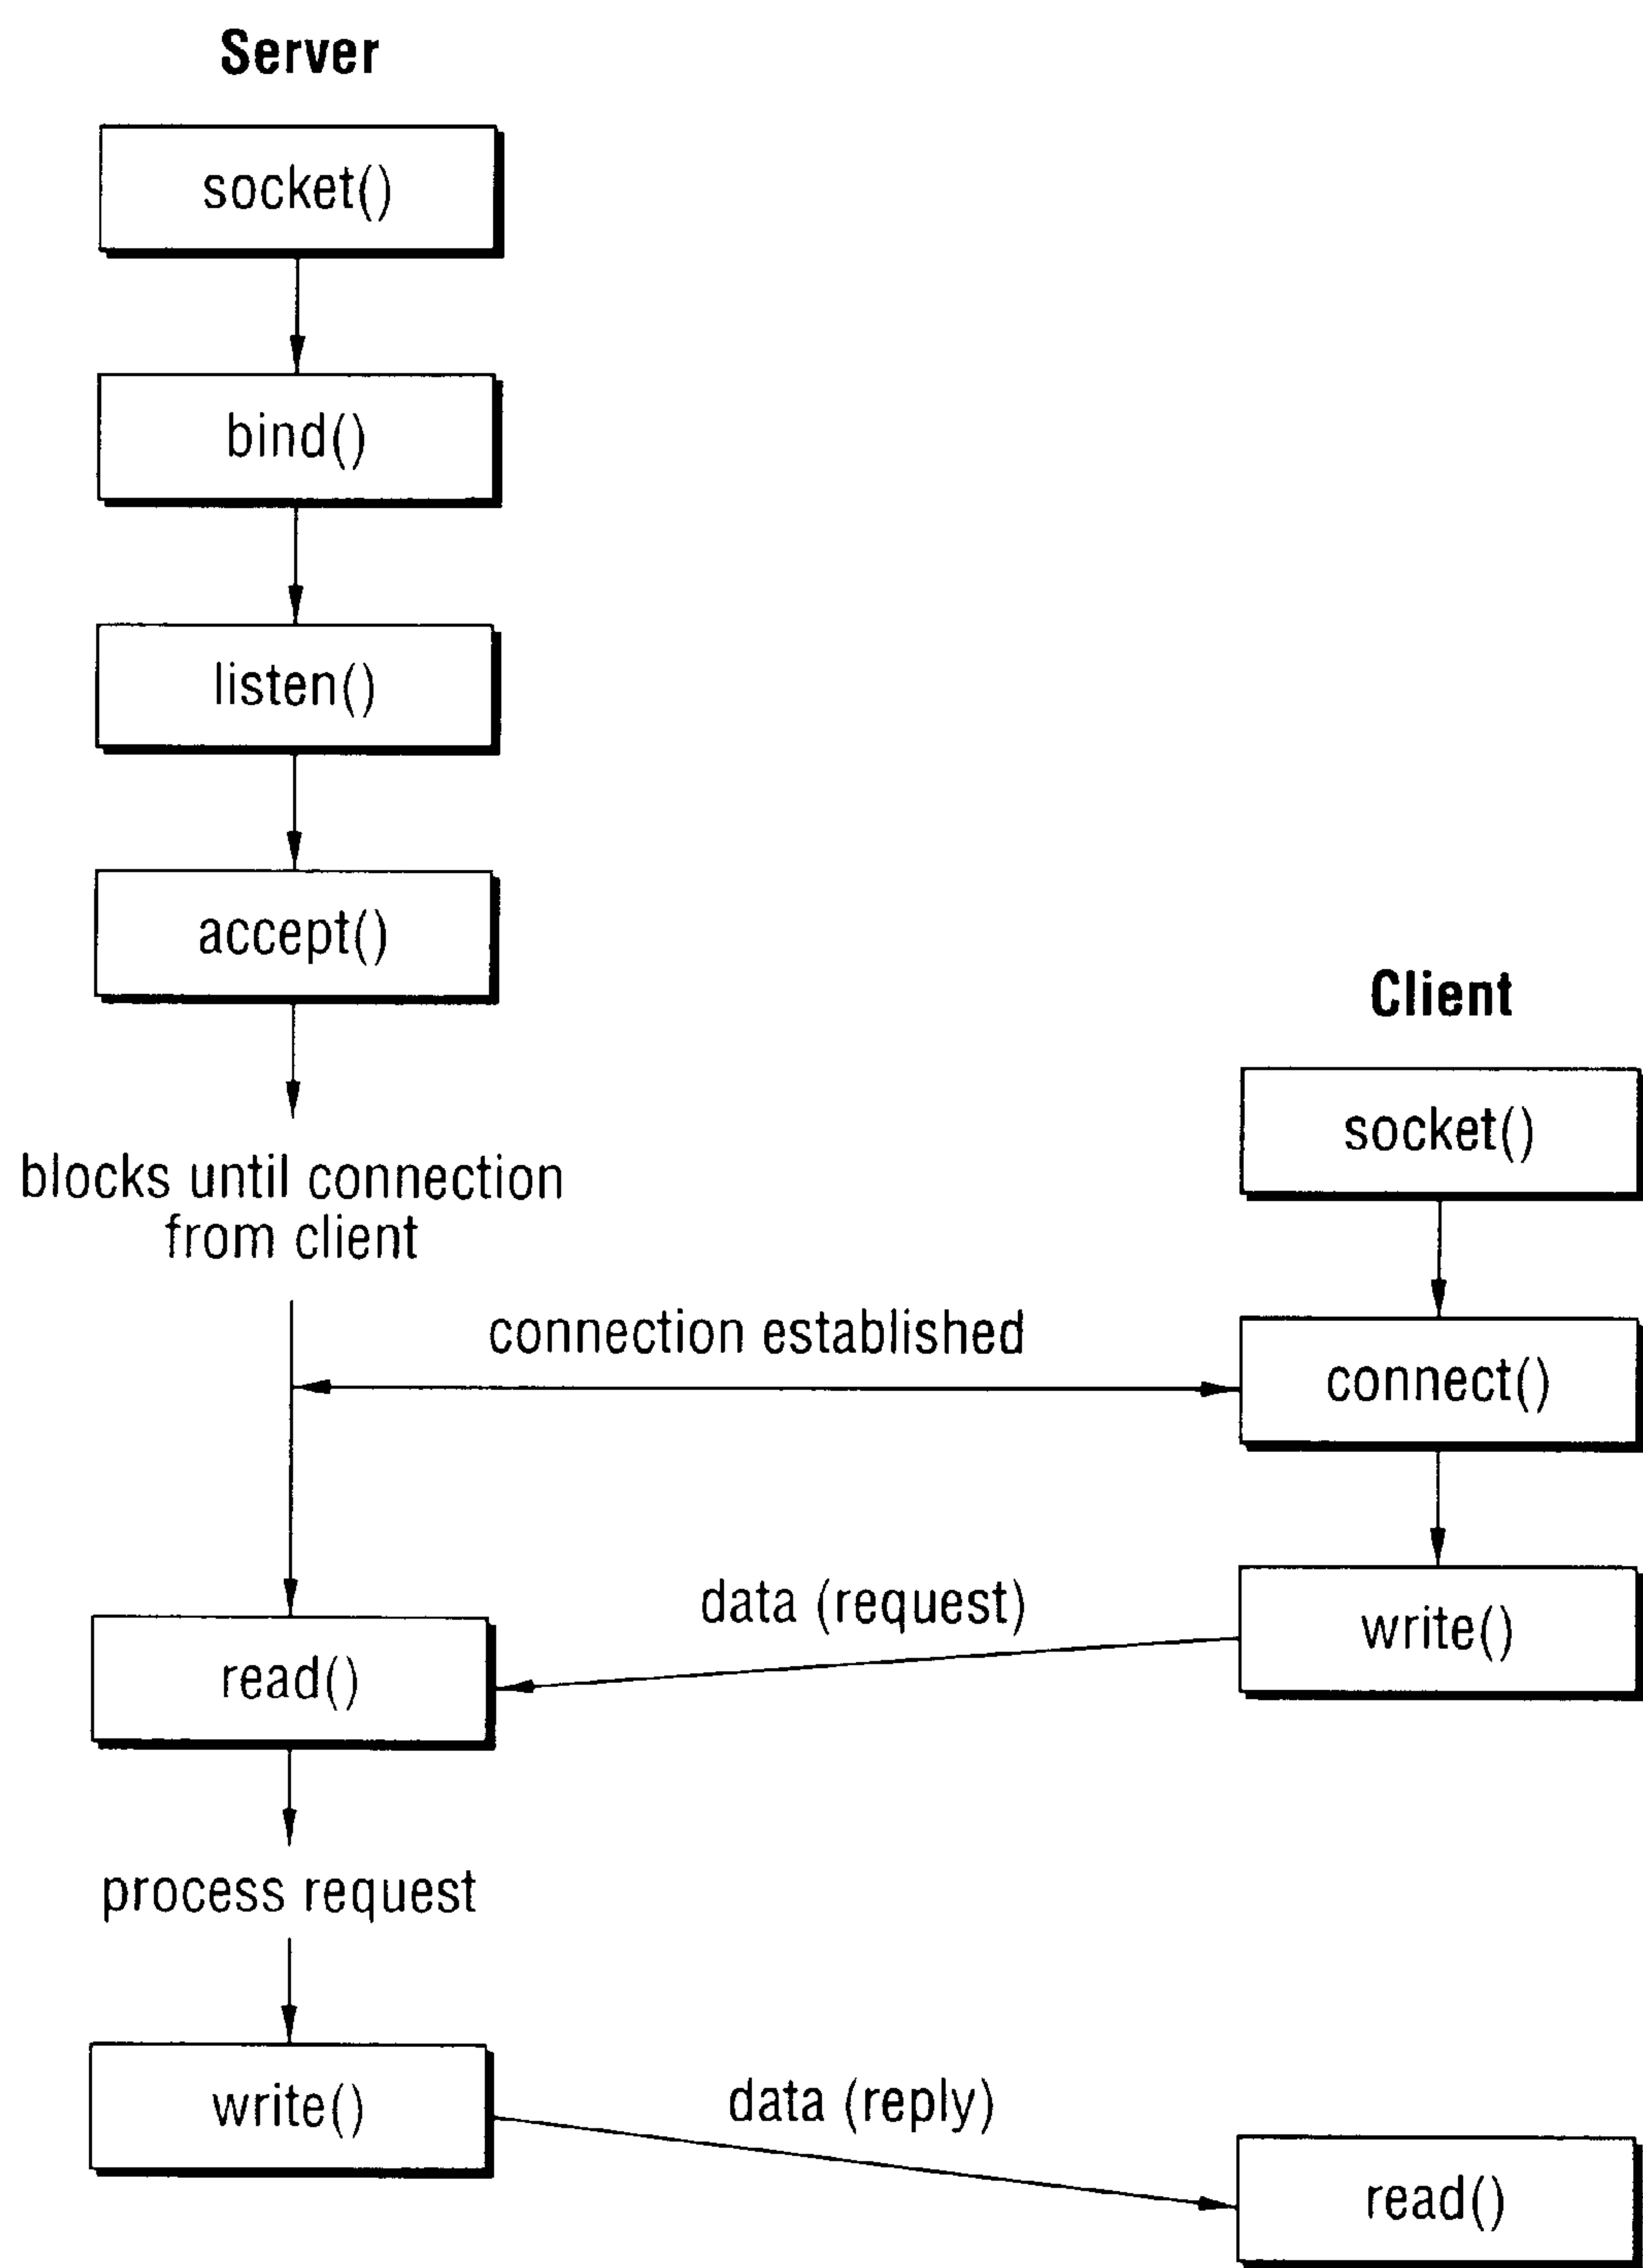 Server
socket()
bind()
listen()
accept()
Client
socket()
blocks until connection
from client
connection established
connect()
data (request)
write()
read()
process request
write()
data (reply)
read()